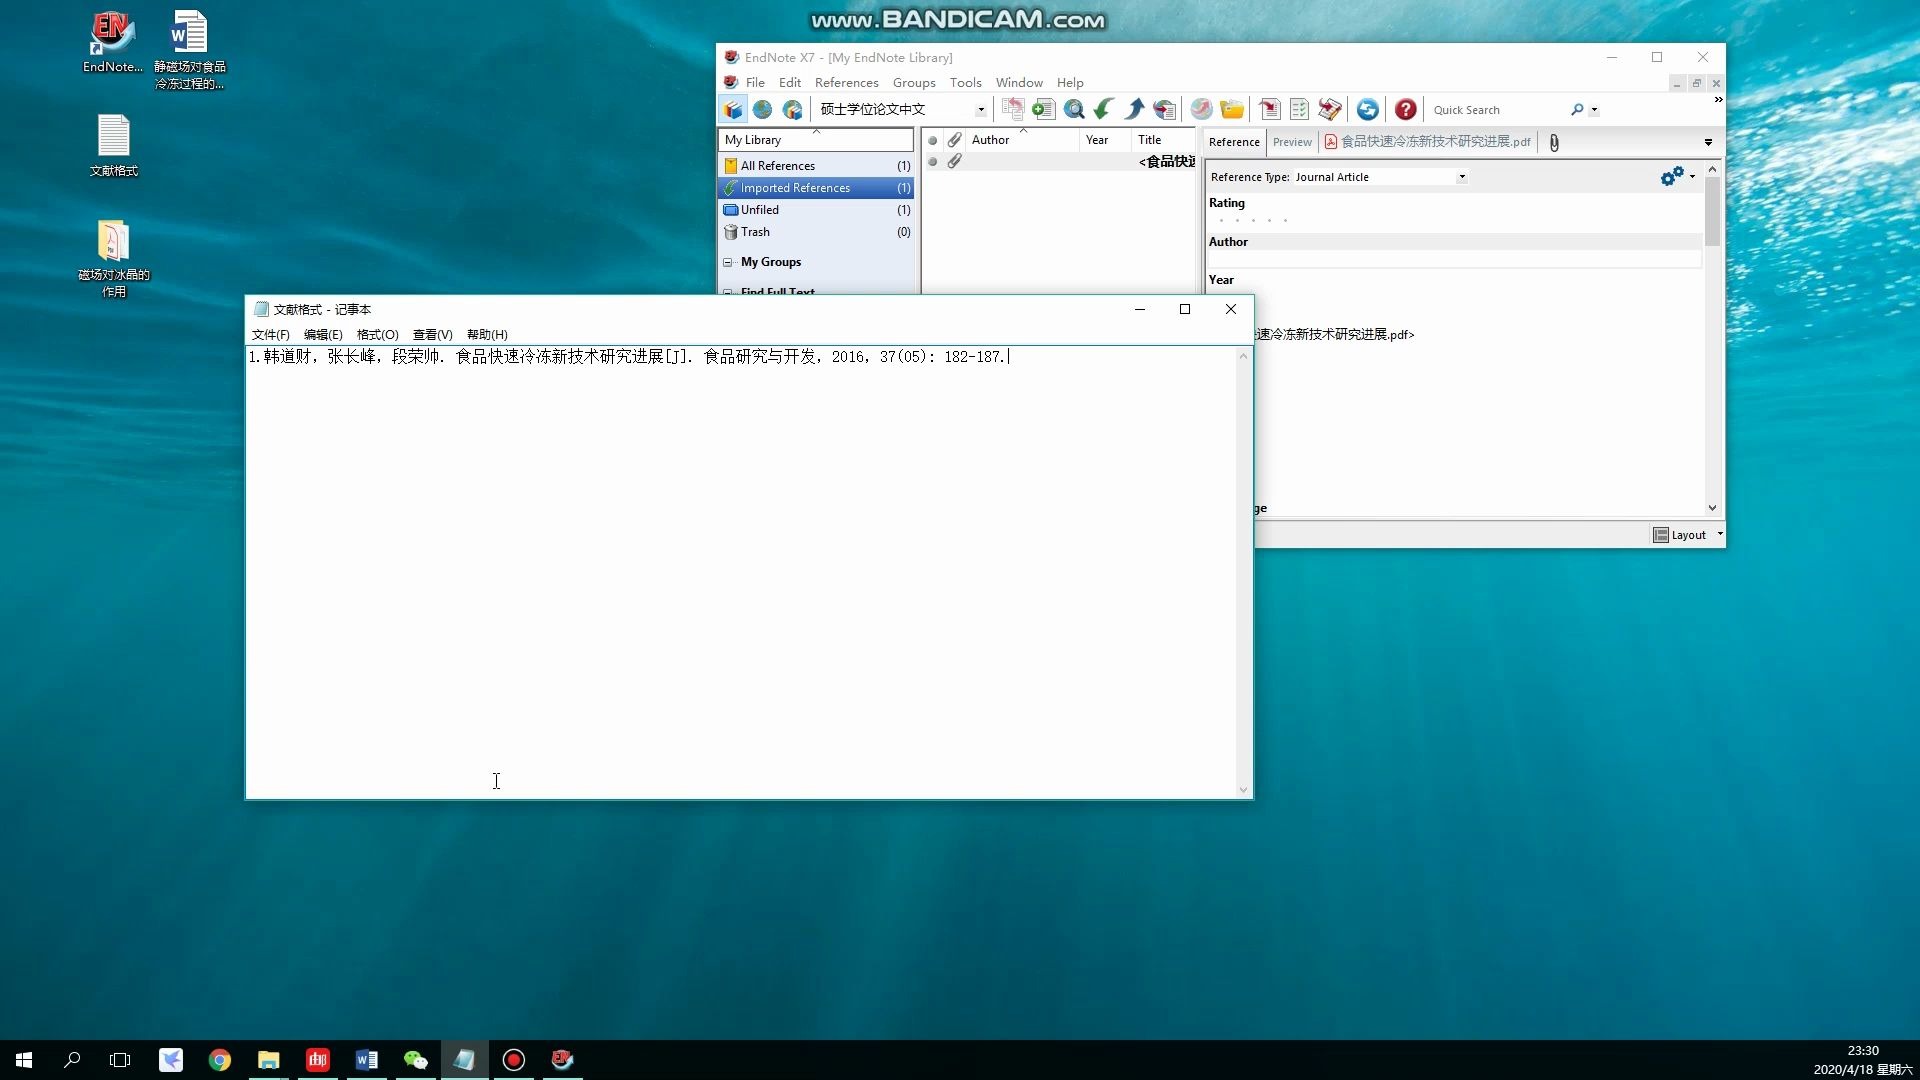 www.BANDICAM.com
EndNote...
静磁场对食品
冷冻过程的...
文献格式
磁场对冰晶的
作用
EndNote X7 - [My EndNote Library]
File Edit References Groups Tools Window Help
硕士学位论文中文
Quick Search
My Library
All References (1)
Imported References (1)
Unfiled (1)
Trash (0)
My Groups
Find Full Text
Author Year Title
<食品快速
Reference Preview 食品快速冷冻新技术研究进展.pdf
Reference Type: Journal Article
Rating
Author
Year
速冷冻新技术研究进展.pdf>
ge
Layout
文献格式 - 记事本
文件(F) 编辑(E) 格式(O) 查看(V) 帮助(H)
1.韩道财, 张长峰, 段荣帅. 食品快速冷冻新技术研究进展[J]. 食品研究与开发, 2016, 37(05): 182-187.
23:30
2020/4/18 星期六